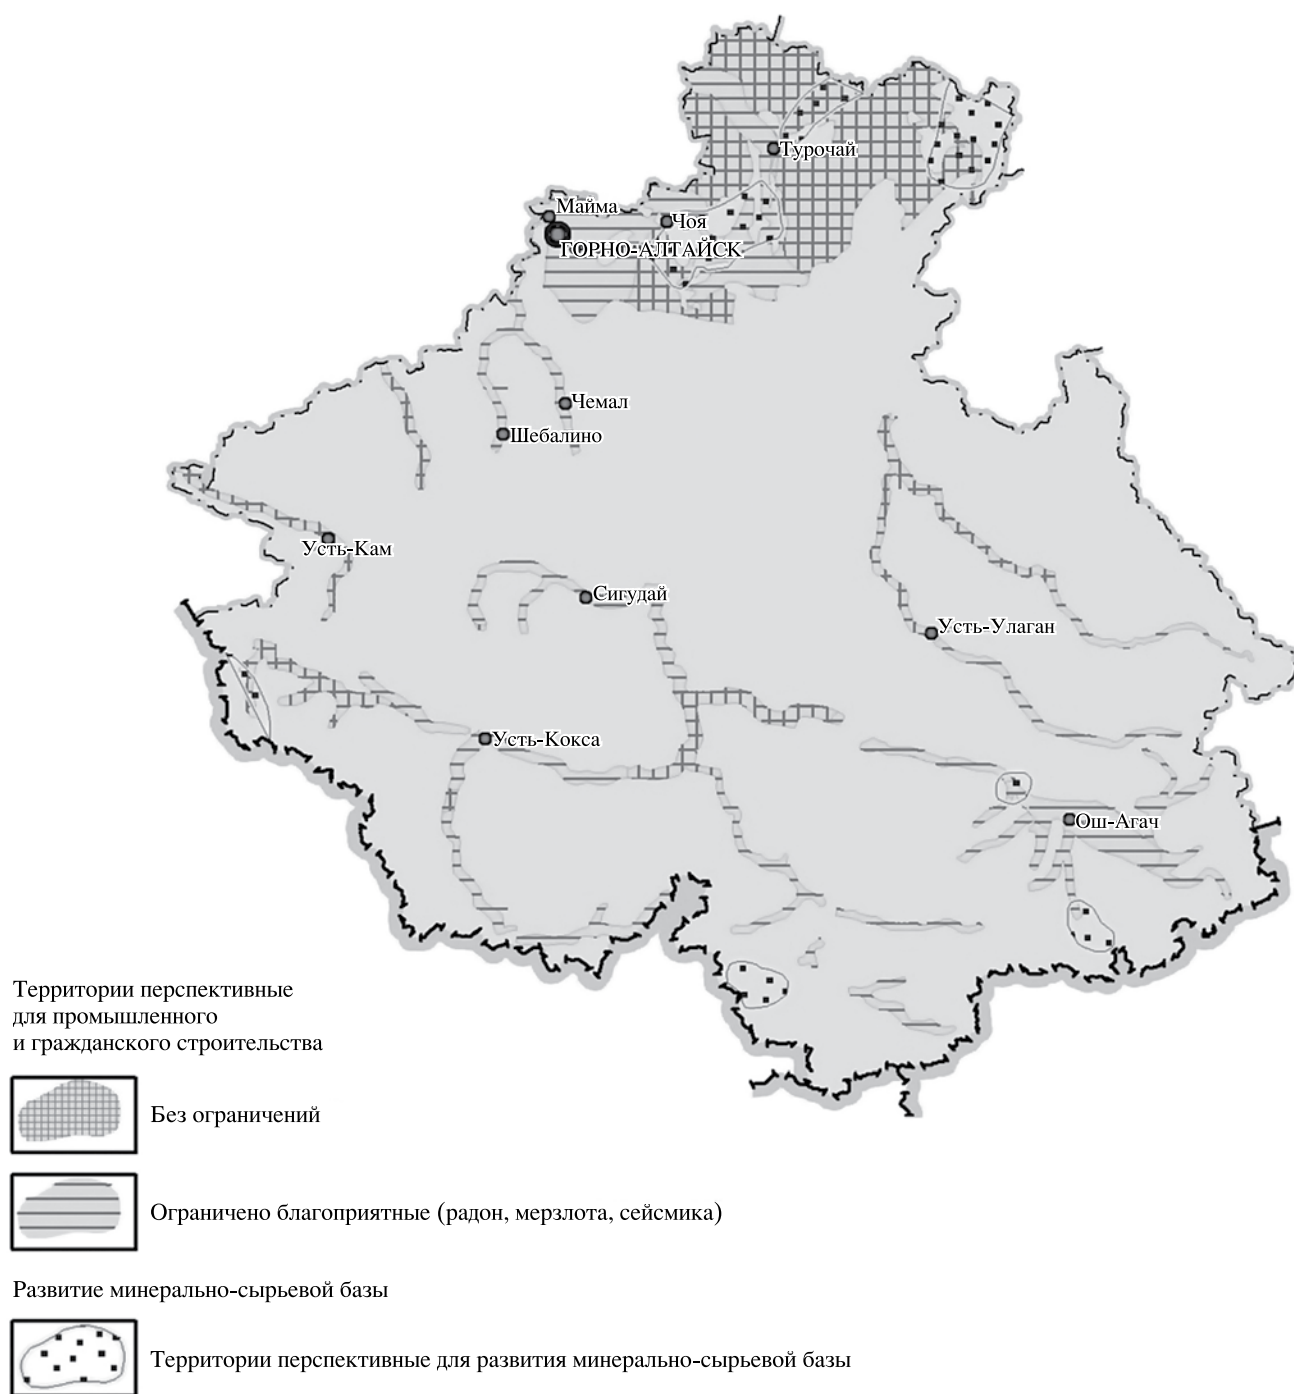 Турочай
Майма
Чоя
ГОРНО-АЛТАЙСК
Чемал
Шебалино
Усть-Кам
Сигудай
Усть-Улаган
Усть-Кокса
Ош-Агач
Территории перспективные
для промышленного
и гражданского строительства
Без ограничений
Ограничено благоприятные (радон, мерзлота, сейсмика)
Развитие минерально-сырьевой базы
Территории перспективные для развития минерально-сырьевой базы